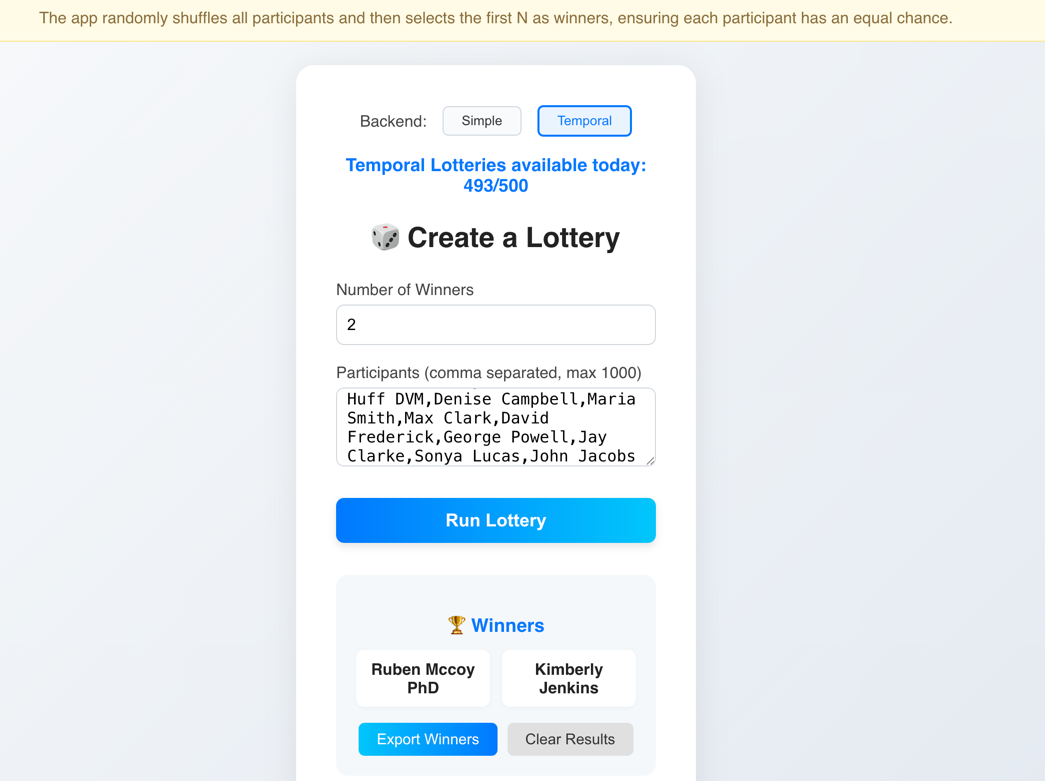 The app randomly shuffles all participants and then selects the first N as winners, ensuring each participant has an equal chance.
Backend: Simple Temporal
Temporal Lotteries available today:
493/500
🎲 Create a Lottery
Number of Winners
2
Participants (comma separated, max 1000)
Huff DVM,Denise Campbell,Maria
Smith,Max Clark,David
Frederick,George Powell,Jay
Clarke,Sonya Lucas,John Jacobs
Run Lottery
🏆 Winners
Ruben Mccoy
PhD
Kimberly
Jenkins
Export Winners
Clear Results